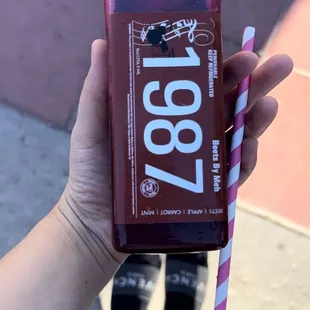 PERISHABLE
KEEP REFRIGERATED
1987
Beets By Meh
BEETS | APPLE | CARROT | MINT